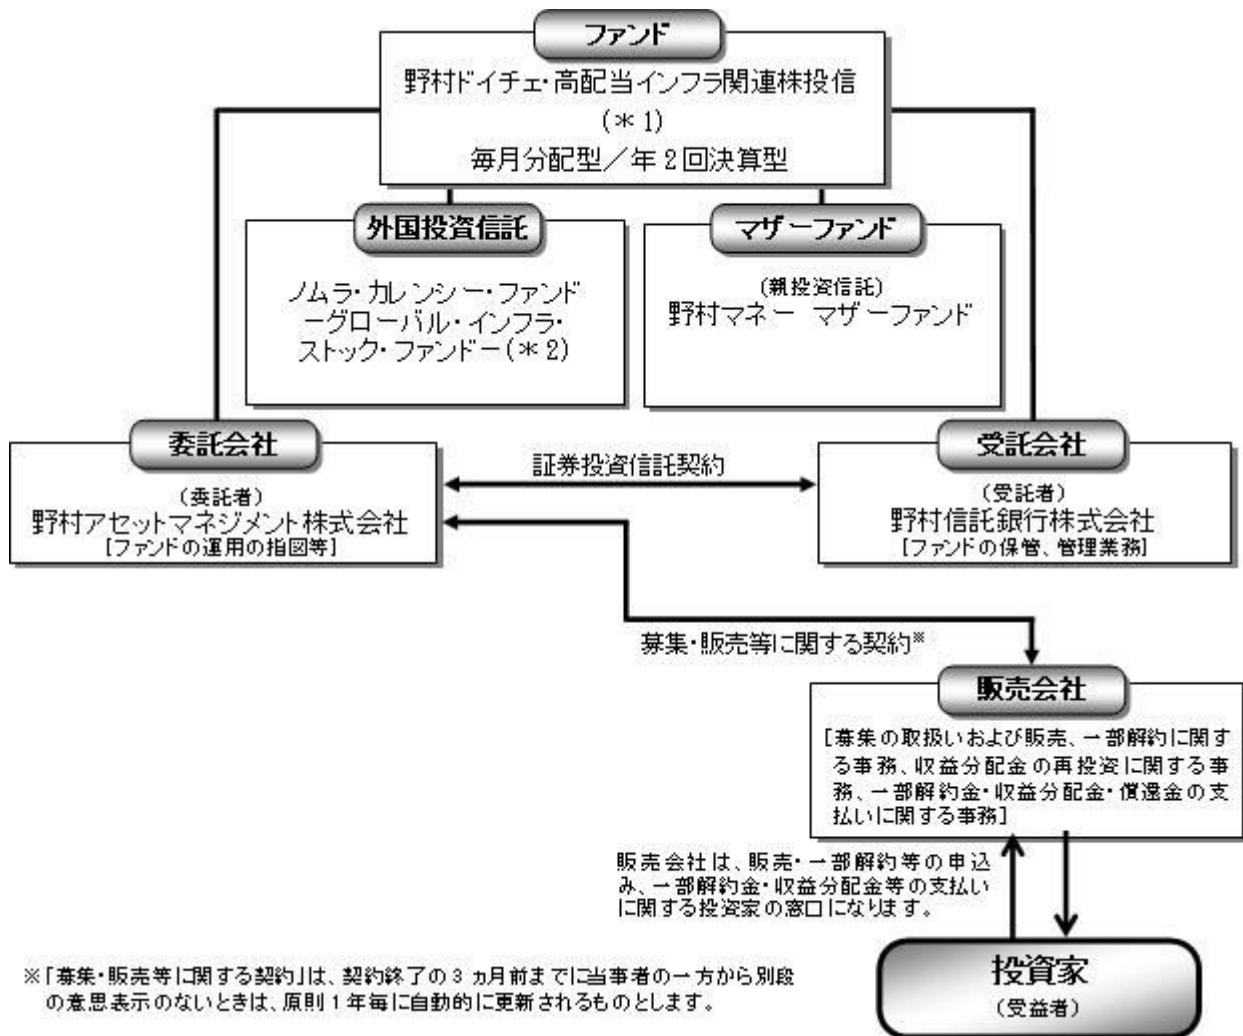 ファンド
野村ドイチェ・高配当インフラ関連株投信
(＊1)
毎月分配型／年2回決算型
外国投資信託
ノムラ・カレンシー・ファンド
－グローバル・インフラ・
ストック・ファンドー(＊2)
マザーファンド
(親投資信託)
野村マネー マザーファンド
委託会社
(委託者)
野村アセットマネジメント株式会社
[ファンドの運用の指図等]
証券投資信託契約
受託会社
(受託者)
野村信託銀行株式会社
[ファンドの保管、管理業務]
募集・販売等に関する契約※
販売会社
[募集の取扱いおよび販売、一部解約に関す
る事務、収益分配金の再投資に関する事
務、一部解約金・収益分配金・償還金の支
払いに関する事務]
販売会社は、販売・一部解約等の申込
み、一部解約金・収益分配金等の支払い
に関する投資家の窓口になります。
投資家
(受益者)
※「募集・販売等に関する契約」は、契約終了の3ヵ月前までに当事者の一方から別段
の意思表示のないときは、原則1年毎に自動的に更新されるものとします。